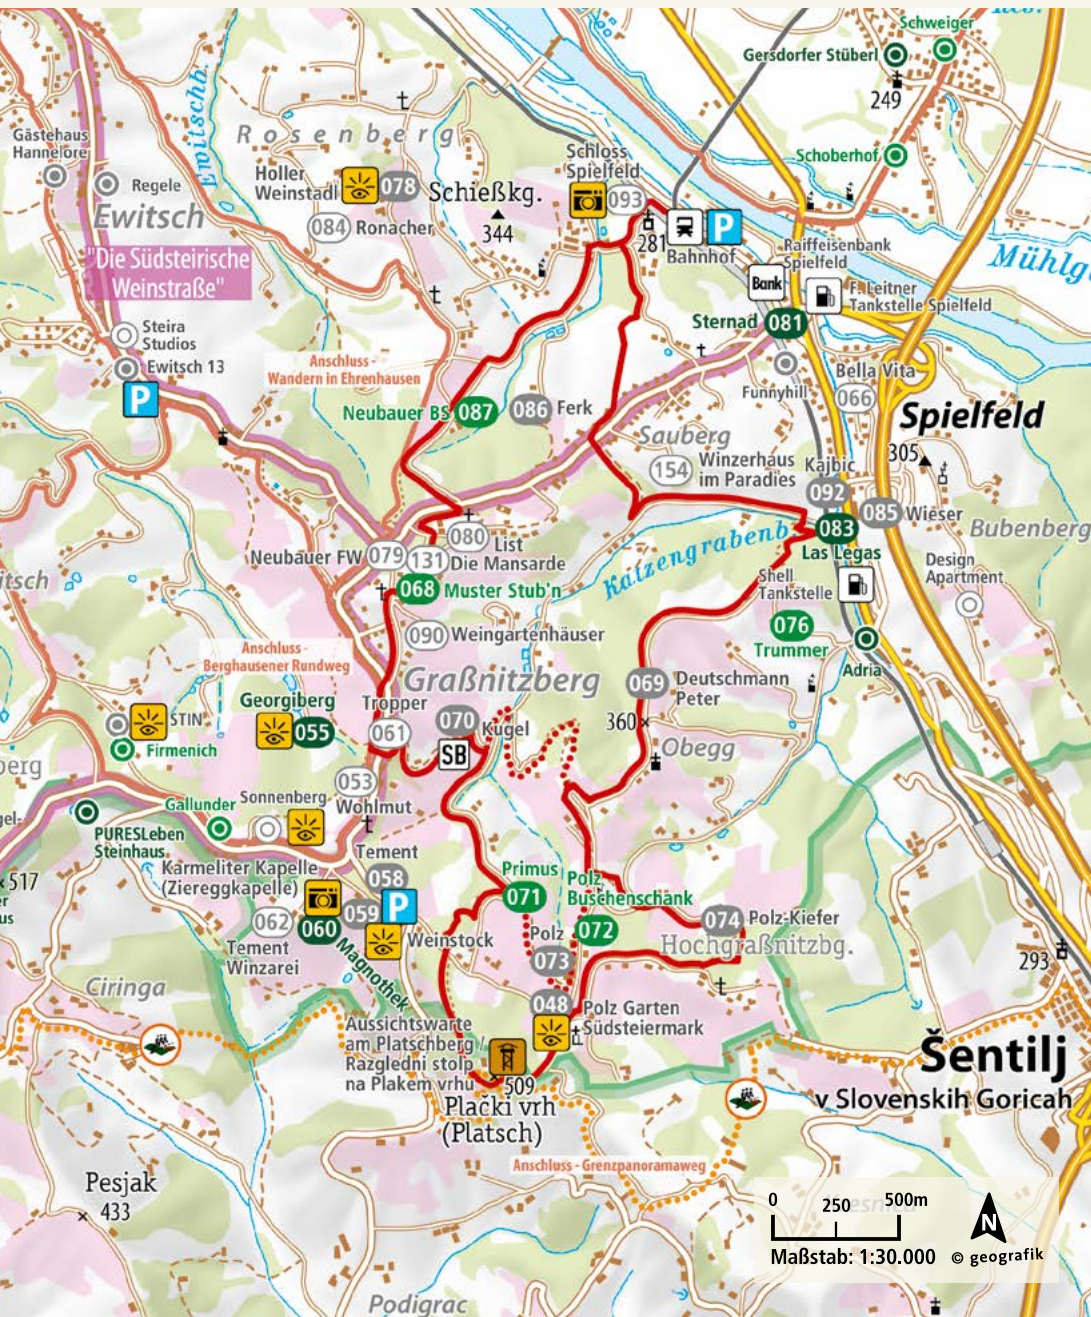 Schweiger
Gersdorfer Stüberl
249
Ewitschb.
Rosenberg
Gästehaus
Hannelore
Regele
Ewitsch
Holler
Weinstadl
078
Schießkg.
344
084 Ronacher
Schloss
Spielfeld
093
281
P
Bahnhof
Schoberhof
"Die Südsteirische
Weinstraße"
Raiffeisenbank
Spielfeld
Bank
F. Leitner
Tankstelle Spielfeld
Mühlg
Sternad 081
Steira
Studios
Ewitsch 13
P
Anschluss -
Wandern in Ehrenhausen
Neubauer BS 087
086 Ferk
Funnyhill
Bella Vita
066
Spielfeld
305
Sauberg
154
Winzerhaus
im Paradies
Kajbic
092
085 Wieser
083
Las Legas
Bubenberg
Katzengrabenb.
080
Neubauer FW 079
131
List
Die Mansarde
068 Muster Stub'n
itsch
Shell
Tankstelle
Design
Apartment
076
Trummer
Adria
090 Weingartenhäuser
Anschluss -
Berghausener Rundweg
Graßnitzberg
069
Deutschmann
Peter
360
Obegg
Georgiberg
055
Tropper
061
070
Kugel
SB
STIN
Firmenich
berg
053
Wohlmut
Sonnenberg
Gallunder
gel-
PURESLeben
Steinhaus
517
er
us
Karmeliter Kapelle
(Ziereggkapelle)
Tement
058
059
P
060
062
Tement
Winzarei
Magnothek
Weinstock
Primus
071
Polz
Buschenschank
072
Polz
073
074 Polz-Kiefer
Hochgraßnitzbg.
293
048
Polz Garten
Südsteiermark
Ciringa
Aussichtswarte
am Platschberg /
Razgledni stolp
na Plakem vrhu
509
Plački vrh
(Platsch)
Šentilj
v Slovenskih Goricah
Anschluss - Grenzpanoramaweg
Pesjak
433
Podigrac
0 250 500m
Maßstab: 1:30.000
N
© geografik